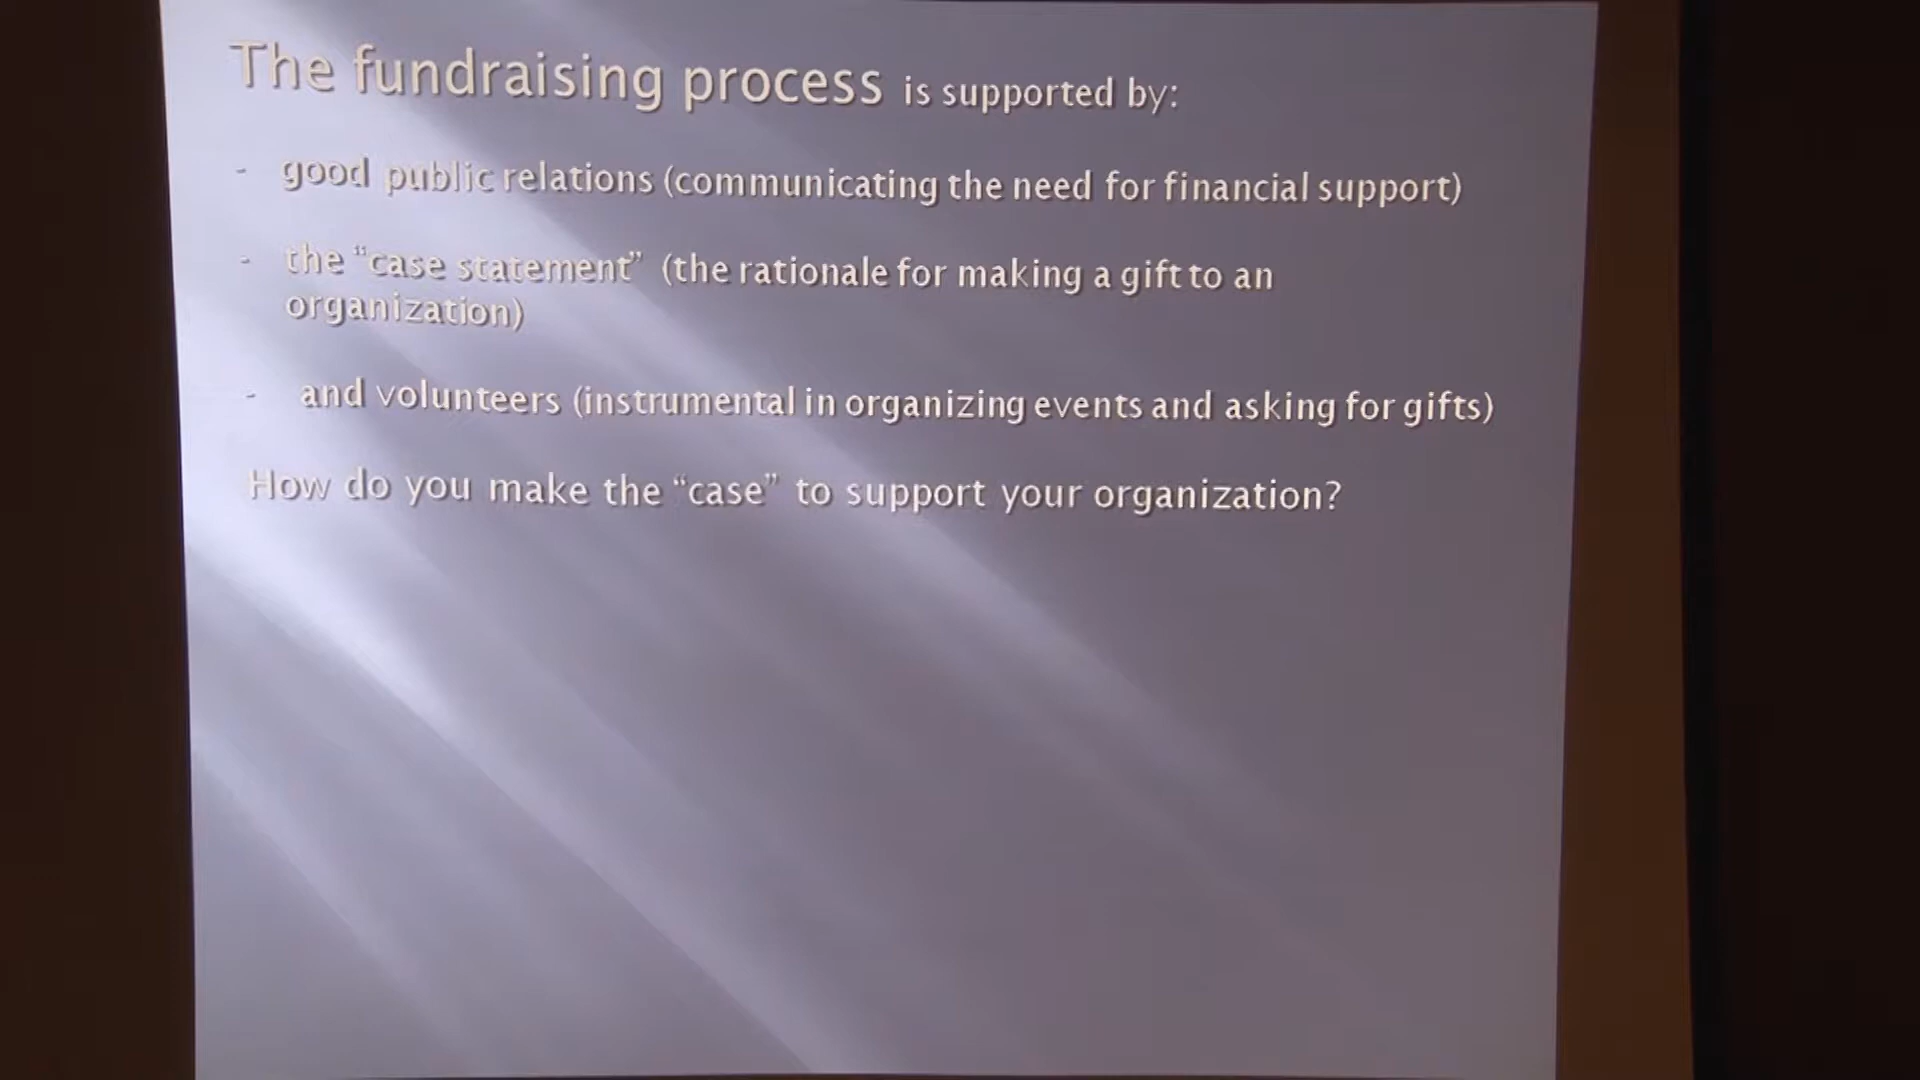 The fundraising process is supported by:
- good public relations (communicating the need for financial support)
- the “case statement” (the rationale for making a gift to an
organization)
- and volunteers (instrumental in organizing events and asking for gifts)
How do you make the “case” to support your organization?